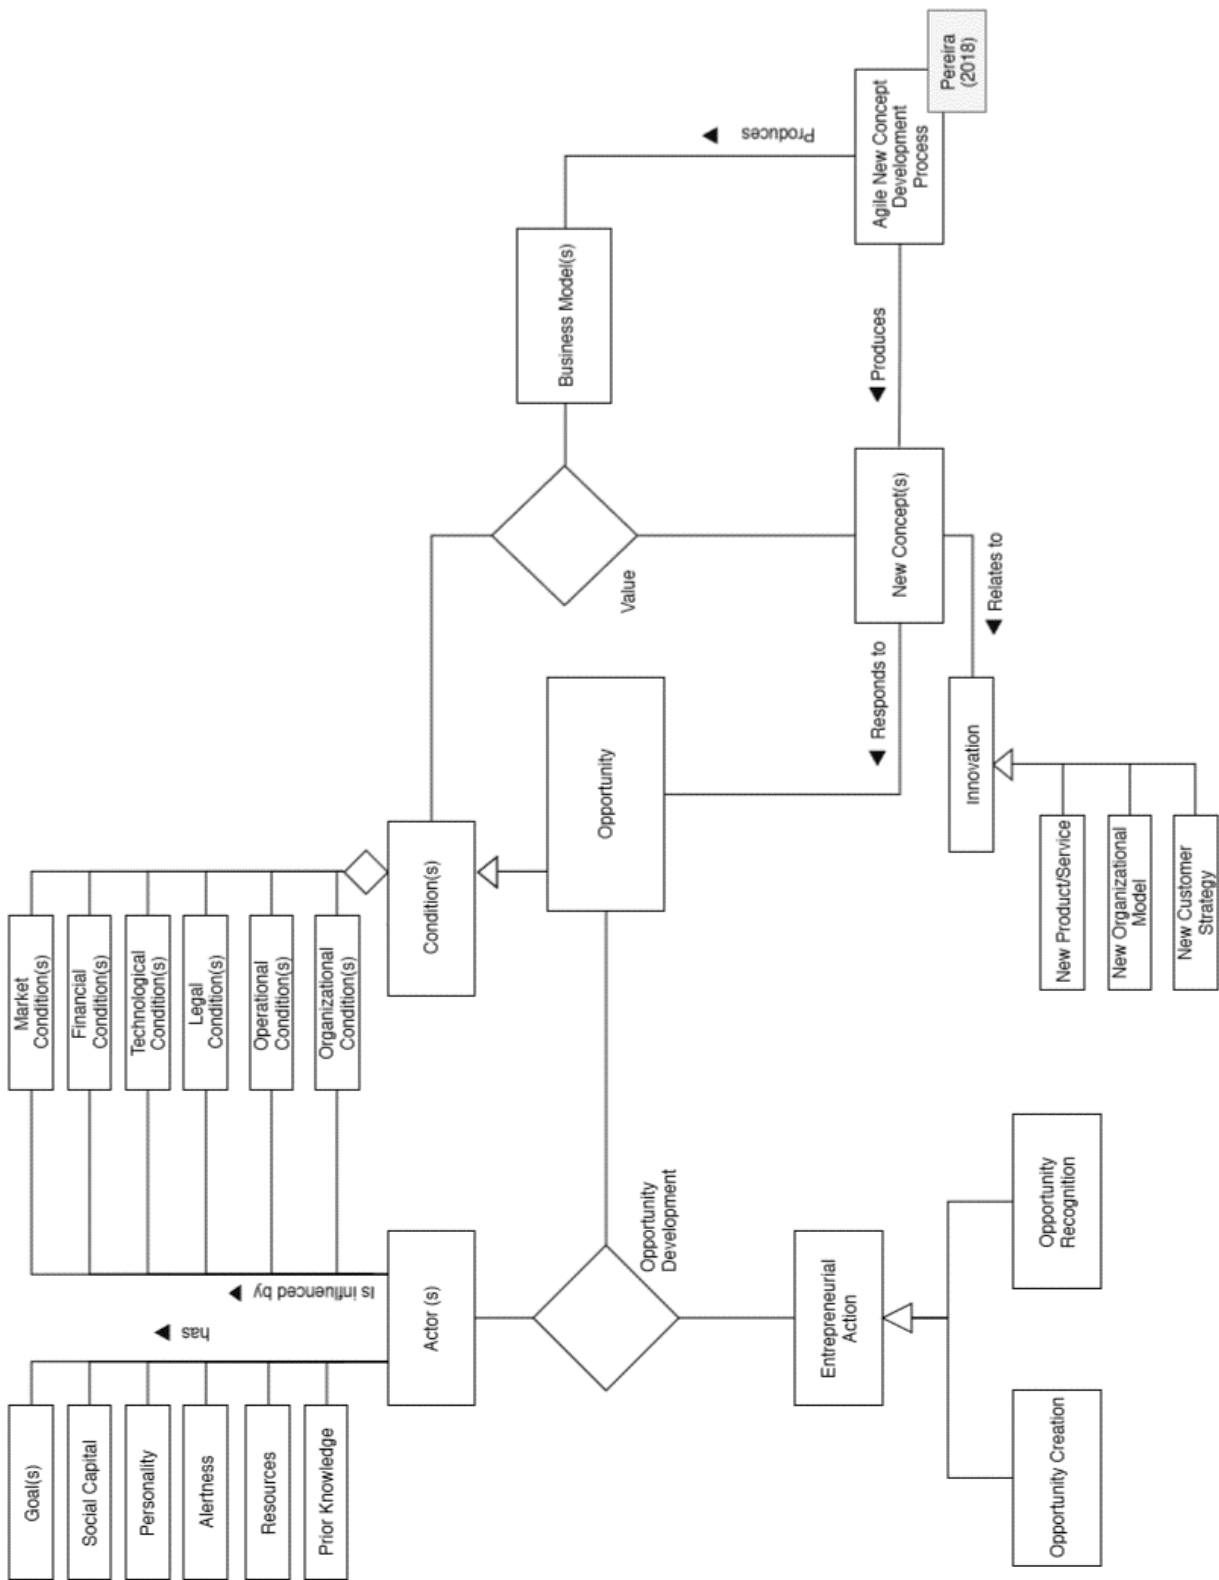 Goal(s)
Social Capital
Personality
Alertness
Resources
Prior Knowledge
has
Is influenced by
Market
Condition(s)
Financial
Condition(s)
Technological
Condition(s)
Legal
Condition(s)
Operational
Condition(s)
Organizational
Condition(s)
Actor (s)
Condition(s)
Opportunity
Development
Opportunity
Value
Business Model(s)
Produces
Entrepreneurial
Action
Responds to
New Concept(s)
Produces
Agile New Concept
Development
Process
Pereira
(2018)
Opportunity Creation
Opportunity
Recognition
Innovation
Relates to
New Product/Service
New Organizational
Model
New Customer
Strategy